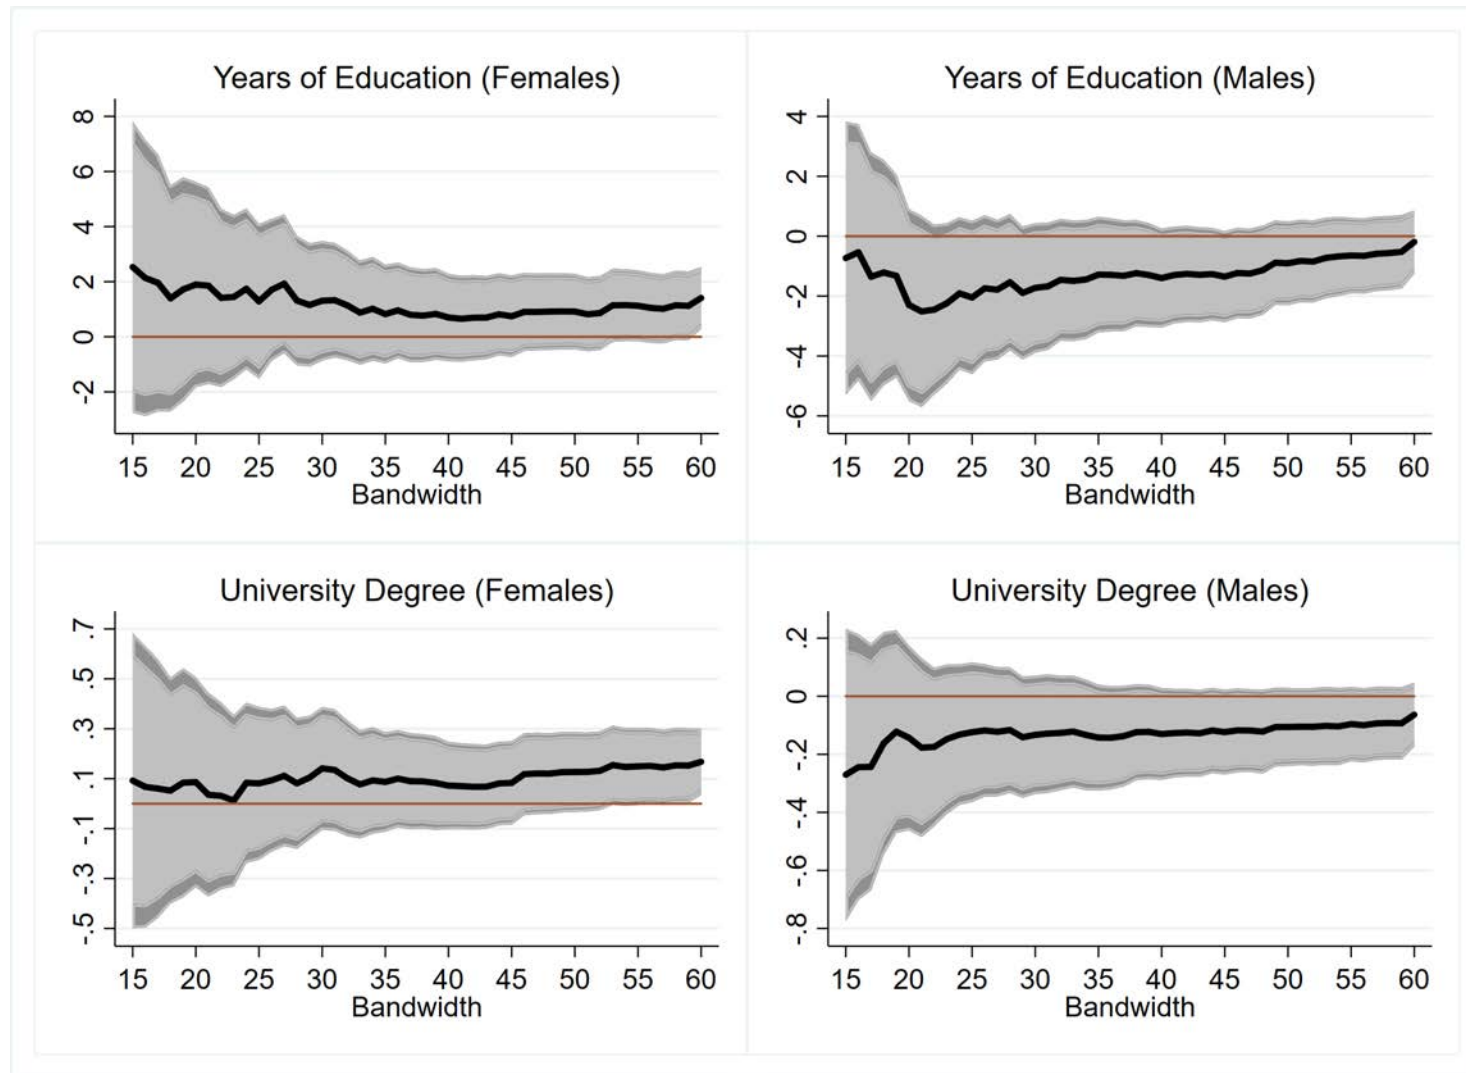 Years of Education (Females)
8
6
4
2
0
-2
15 20 25 30 35 40 45 50 55 60
Bandwidth
Years of Education (Males)
4
2
0
-2
-4
-6
15 20 25 30 35 40 45 50 55 60
Bandwidth
University Degree (Females)
.7
.5
.3
.1
-.1
-.3
-.5
15 20 25 30 35 40 45 50 55 60
Bandwidth
University Degree (Males)
.2
0
-.2
-.4
-.6
-.8
15 20 25 30 35 40 45 50 55 60
Bandwidth